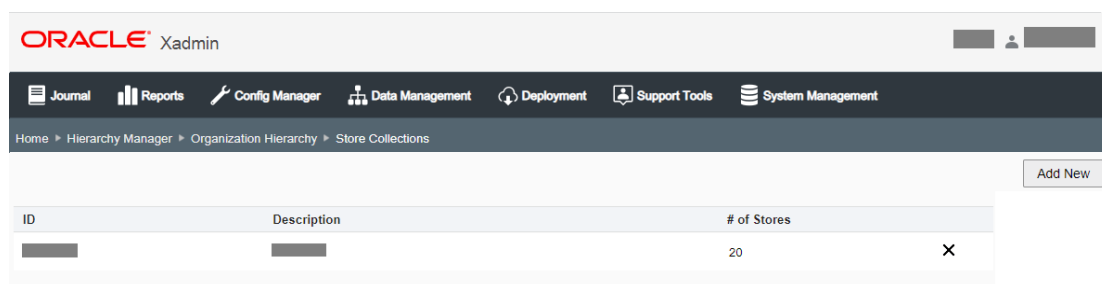 ORACLE Xadmin
Journal Reports Config Manager Data Management Deployment Support Tools System Management
Home Hierarchy Manager Organization Hierarchy Store Collections
Add New
ID Description # of Stores
20